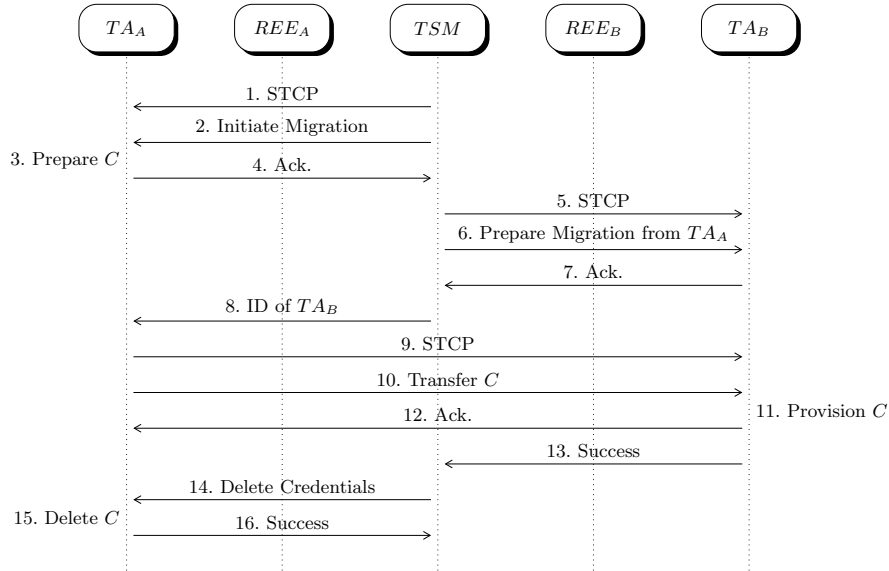 TA_A REE_A TSM REE_B TA_B
1. STCP
2. Initiate Migration
3. Prepare C
4. Ack.
5. STCP
6. Prepare Migration from TA_A
7. Ack.
8. ID of TA_B
9. STCP
10. Transfer C
11. Provision C
12. Ack.
13. Success
14. Delete Credentials
15. Delete C
16. Success